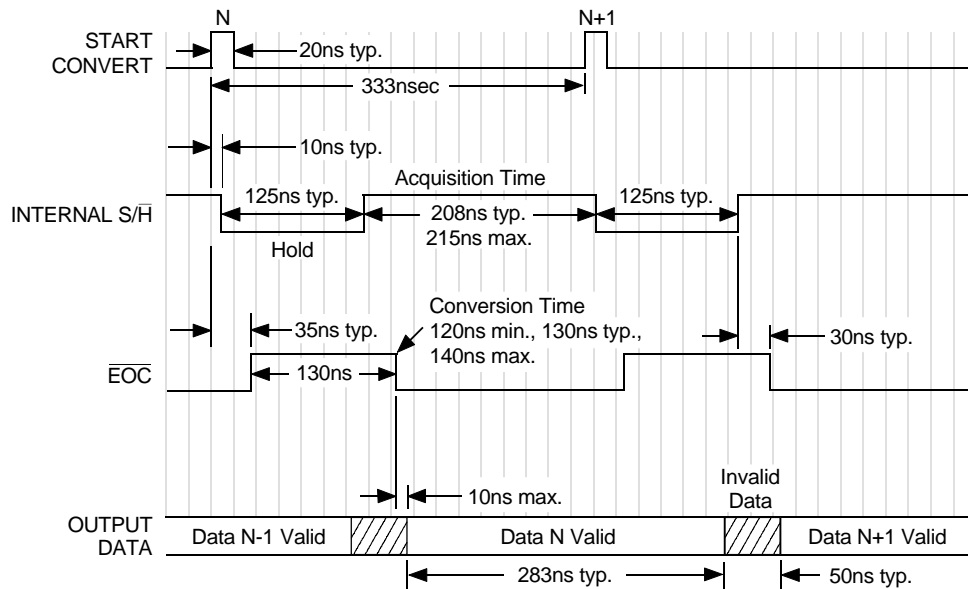 N
N+1
START
CONVERT
20ns typ.
333nsec
10ns typ.
Acquisition Time
INTERNAL S/H̅
125ns typ.
208ns typ.
215ns max.
125ns typ.
Hold
Conversion Time
120ns min., 130ns typ.,
140ns max.
35ns typ.
30ns typ.
E̅O̅C̅
130ns
10ns max.
Invalid
Data
OUTPUT
DATA
Data N-1 Valid
Data N Valid
Data N+1 Valid
283ns typ.
50ns typ.